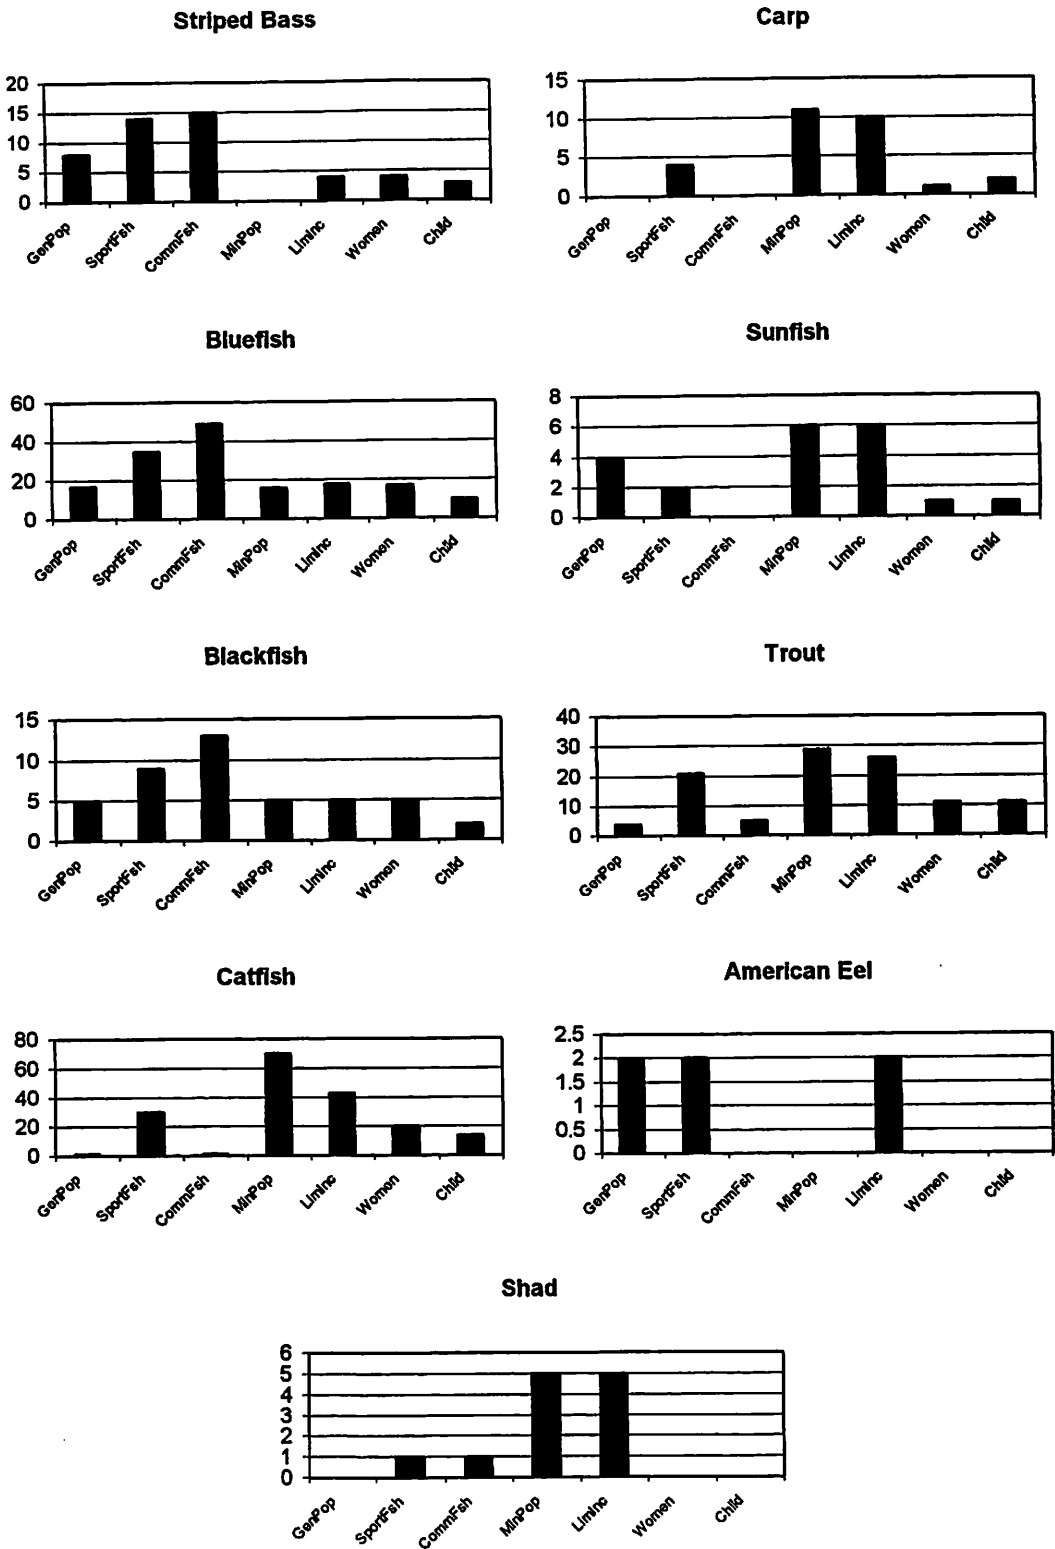 Striped Bass
20
15
10
5
0
GenPop SportFsh CommFsh MinPop LimInc Women Child
Carp
15
10
5
0
GenPop SportFsh CommFsh MinPop LimInc Women Child
Bluefish
60
40
20
0
GenPop SportFsh CommFsh MinPop LimInc Women Child
Sunfish
8
6
4
2
0
GenPop SportFsh CommFsh MinPop LimInc Women Child
Blackfish
15
10
5
0
GenPop SportFsh CommFsh MinPop LimInc Women Child
Trout
40
30
20
10
0
GenPop SportFsh CommFsh MinPop LimInc Women Child
Catfish
80
60
40
20
0
GenPop SportFsh CommFsh MinPop LimInc Women Child
American Eel
2.5
2
1.5
1
0.5
0
GenPop SportFsh CommFsh MinPop LimInc Women Child
Shad
6
5
4
3
2
1
0
GenPop SportFsh CommFsh MinPop LimInc Women Child